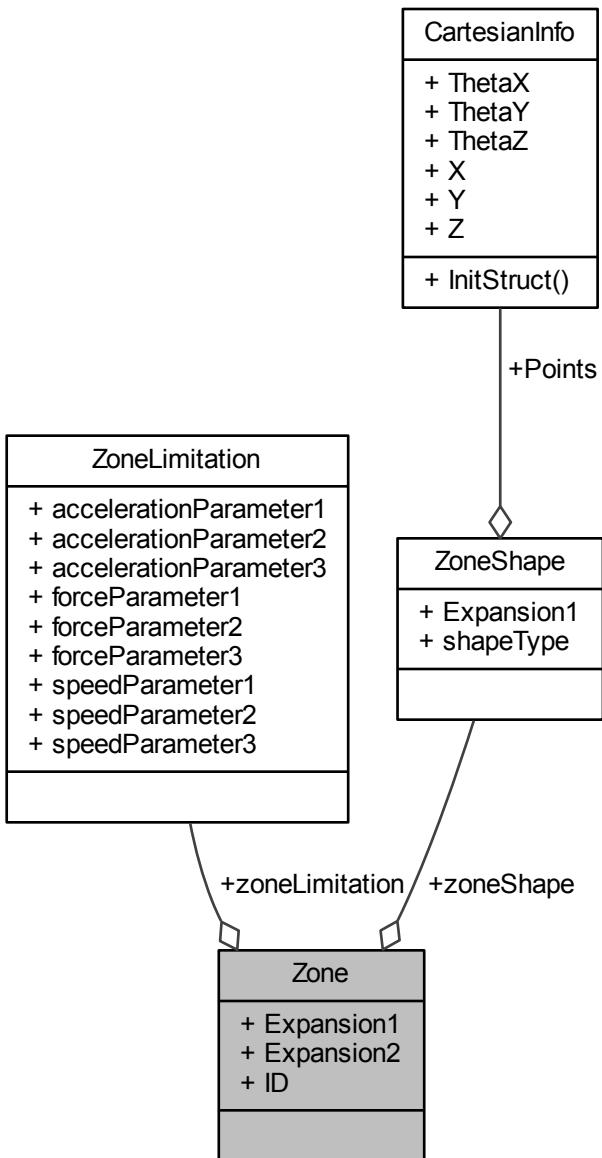 CartesianInfo
+ ThetaX
+ ThetaY
+ ThetaZ
+ X
+ Y
+ Z
+ InitStruct()
+Points
ZoneLimitation
+ accelerationParameter1
+ accelerationParameter2
+ accelerationParameter3
+ forceParameter1
+ forceParameter2
+ forceParameter3
+ speedParameter1
+ speedParameter2
+ speedParameter3
ZoneShape
+ Expansion1
+ shapeType
+zoneLimitation
+zoneShape
Zone
+ Expansion1
+ Expansion2
+ ID